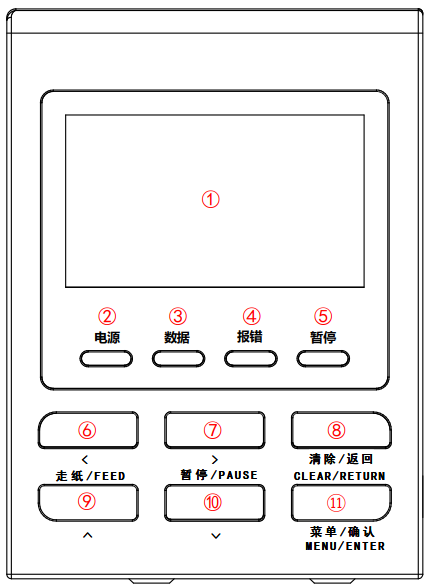 ①
② ③ ④ ⑤
电源 数据 报错 暂停
⑥ ⑦ ⑧
< > 清除/返回
走纸/FEED 暂停/PAUSE CLEAR/RETURN
⑨ ⑩ ⑪
^ ˅ 菜单/确认
MENU/ENTER